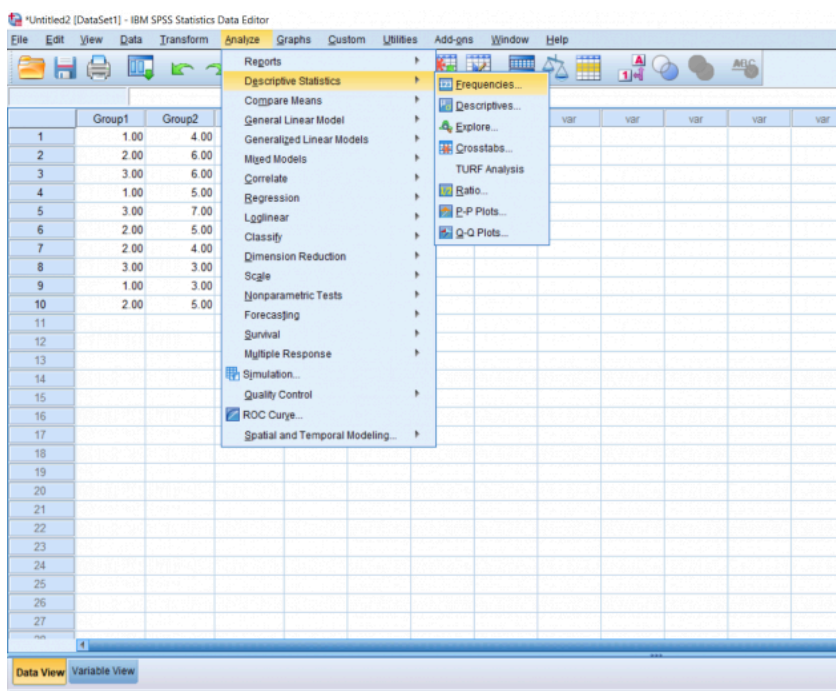 *Untitled2 [DataSet1] - IBM SPSS Statistics Data Editor
File Edit View Data Transform Analyze Graphs Custom Utilities Add-ons Window Help
Reports
Descriptive Statistics
Compare Means
General Linear Model
Generalized Linear Models
Mixed Models
Correlate
Regression
Loglinear
Classify
Dimension Reduction
Scale
Nonparametric Tests
Forecasting
Survival
Multiple Response
Simulation...
Quality Control
ROC Curve...
Spatial and Temporal Modeling...
Frequencies...
Descriptives...
Explore...
Crosstabs...
TURF Analysis
Ratio...
P-P Plots...
Q-Q Plots...
Group1 Group2 var var var var var
1 1.00 4.00
2 2.00 6.00
3 3.00 6.00
4 1.00 5.00
5 3.00 7.00
6 2.00 5.00
7 2.00 4.00
8 3.00 3.00
9 1.00 3.00
10 2.00 5.00
11
12
13
14
15
16
17
18
19
20
21
22
23
24
25
26
27
Data View Variable View